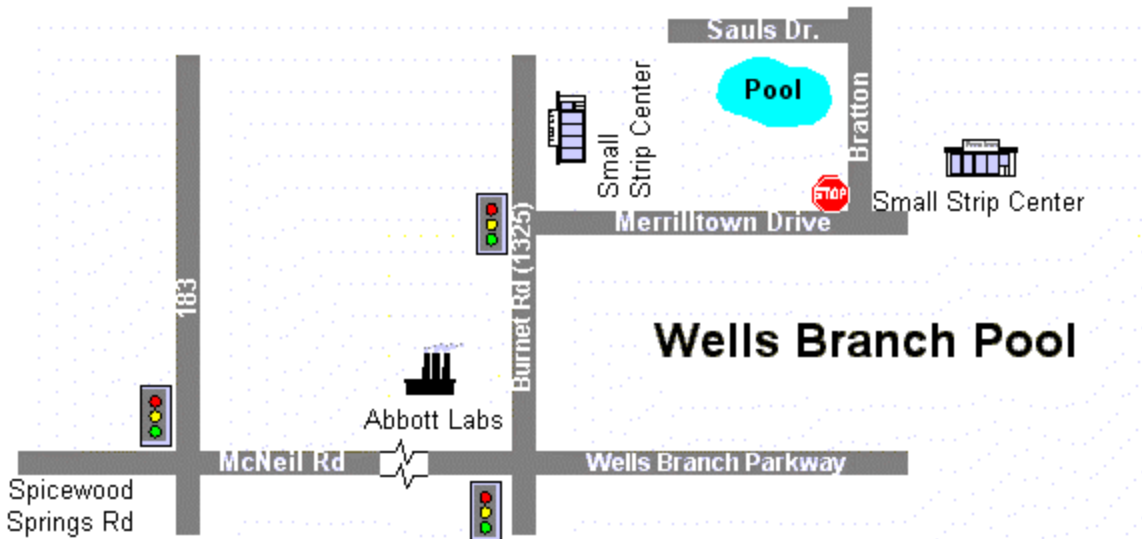 Sauls Dr.
Pool
Bratton
Small
Strip Center
STOP
Small Strip Center
Merrilltown Drive
Burnet Rd (1325)
183
Wells Branch Pool
Abbott Labs
McNeil Rd
Wells Branch Parkway
Spicewood
Springs Rd